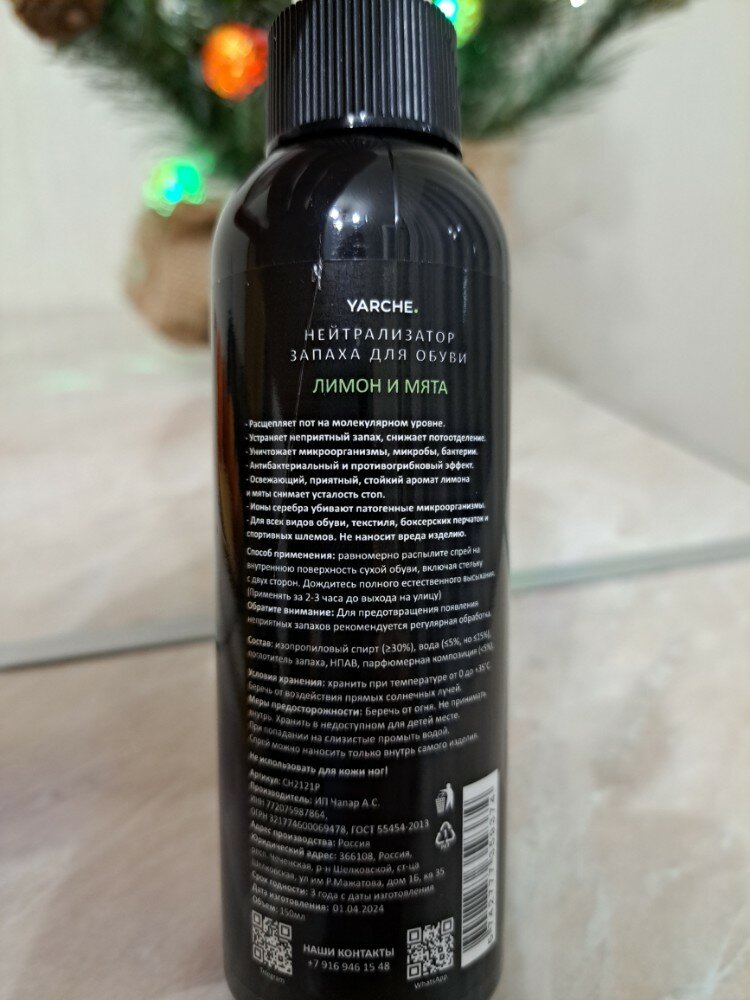 YARCHE.
НЕЙТРАЛИЗАТОР
ЗАПАХА ДЛЯ ОБУВИ
ЛИМОН И МЯТА
- Расщепляет пот на молекулярном уровне.
- Устраняет неприятный запах, снижает потоотделение.
- Уничтожает микроорганизмы, микробы, бактерии.
- Антибактериальный и противогрибковый эффект.
- Освежающий, приятный, стойкий аромат лимона
и мяты снимает усталость стоп.
- Ионы серебра убивают патогенные микроорганизмы.
- Для всех видов обуви, текстиля, боксерских перчаток и
спортивных шлемов. Не наносит вреда изделию.
Способ применения: равномерно распылите спрей на
внутреннюю поверхность сухой обуви, включая стельку
с двух сторон. Дождитесь полного естественного высыхания.
(Применять за 2-3 часа до выхода на улицу)
Обратите внимание: Для предотвращения появления
неприятных запахов рекомендуется регулярная обработка.
Состав: изопропиловый спирт (≥30%), вода (≤5%, но ≤15%),
поглотитель запаха, НПАВ, парфюмерная композиция (<5%).
Условия хранения: хранить при температуре от 0 до +35°C.
Беречь от воздействия прямых солнечных лучей.
Меры предосторожности: Беречь от огня. Не принимать
внутрь. Хранить в недоступном для детей месте.
При попадании на слизистые промыть водой.
Спрей можно наносить только внутрь самого изделия.
Не использовать для кожи ног!
Артикул: CH2121P
Производитель: ИП Чапар А С.
ИНН 772075987864,
ОГРН 321774600069478, ГОСТ 55454-2013
Адрес производства: Россия
Юридический адрес: 366108, Россия,
Респ. Чеченская, р-н Шелковской, ст-ца
Шелковская, ул им Р.Мажатова, дом 1Б, кв 35
Срок годности: 3 года с даты изготовления
Дата изготовления: 01.04.2024
Объем: 150мл
НАШИ КОНТАКТЫ
+7 916 946 15 48
Telegram
WhatsApp